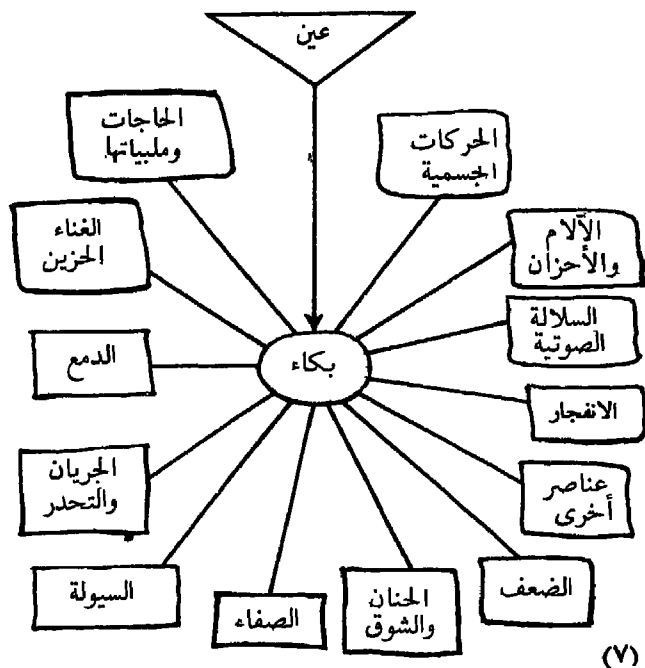 عين
الحاجات
وملبياتها
الحركات
الجسمية
الآلام
والأحزان
الغناء
الحزين
السلالة
الصوتية
بكاء
الدمع
الانفجار
الجريان
والتحدر
عناصر
أخرى
السيولة
الصفاء
الحنان
والشوق
الضعف
(٧)